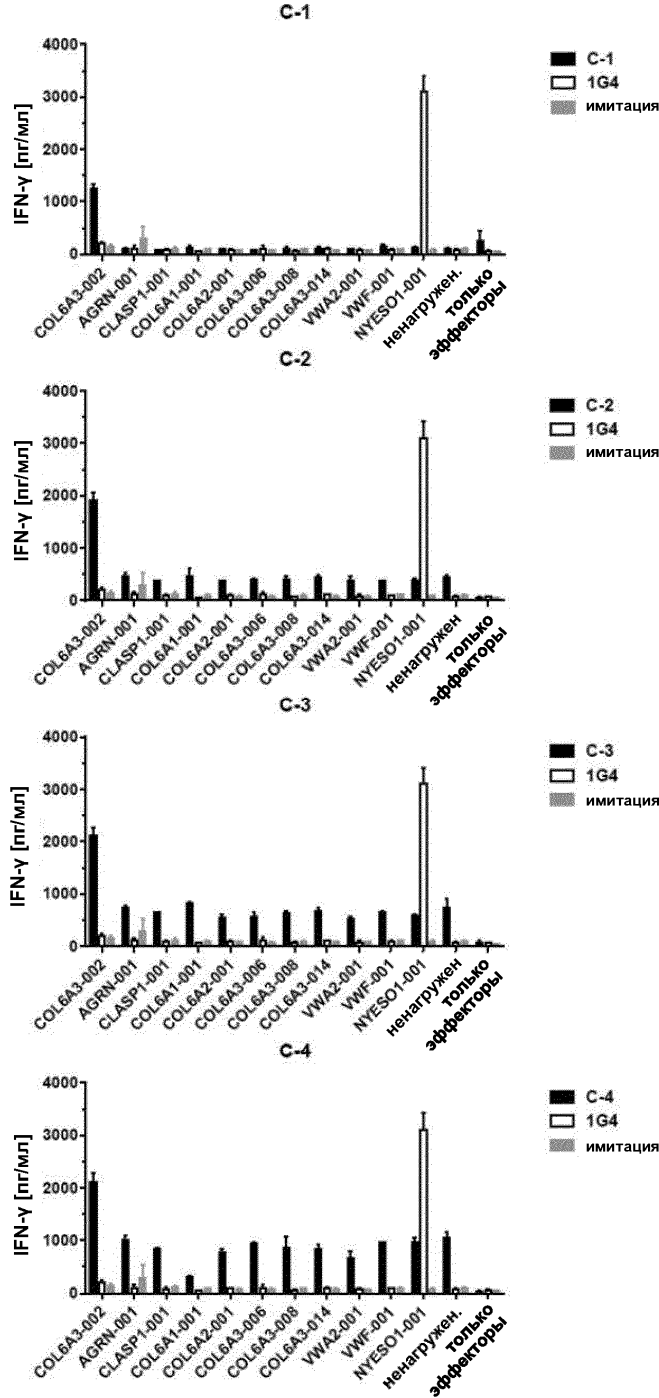 C-1
4000
3000
2000
1000
0
IFN-γ [пг/мл]
C-1
1G4
имитация
COL6A3-002
AGRN-001
CLASP1-001
COL6A1-001
COL6A2-001
COL6A3-006
COL6A3-008
COL6A3-014
VWA2-001
VWF-001
NYESO1-001
ненагружен.
только
эффекторы
C-2
4000
3000
2000
1000
0
IFN-γ [пг/мл]
C-2
1G4
имитация
COL6A3-002
AGRN-001
CLASP1-001
COL6A1-001
COL6A2-001
COL6A3-006
COL6A3-008
COL6A3-014
VWA2-001
VWF-001
NYESO1-001
ненагружен
только
эффекторы
C-3
4000
3000
2000
1000
0
IFN-γ [пг/мл]
C-3
1G4
имитация
COL6A3-002
AGRN-001
CLASP1-001
COL6A1-001
COL6A2-001
COL6A3-006
COL6A3-008
COL6A3-014
VWA2-001
VWF-001
NYESO1-001
ненагружен
только
эффекторы
C-4
4000
3000
2000
1000
0
IFN-γ [пг/мл]
C-4
1G4
имитация
COL6A3-002
AGRN-001
CLASP1-001
COL6A1-001
COL6A2-001
COL6A3-006
COL6A3-008
COL6A3-014
VWA2-001
VWF-001
NYESO1-001
ненагружен.
только
эффекторы